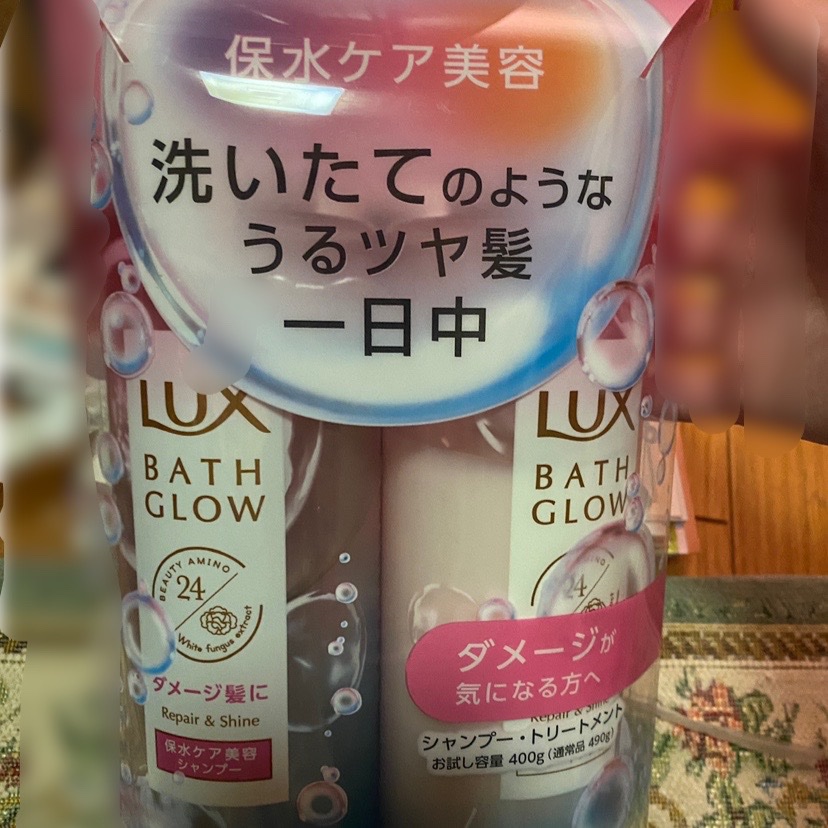 保水ケア美容
洗いたてのような
うるツヤ髪
一日中
LUX
BATH
GLOW
BEAUTY AMINO
24
White fungus extract
ダメージ髪に
Repair & Shine
保水ケア美容
シャンプー
LUX
BATH
GLOW
24
ダメージが
気になる方へ
Repair & Shine
シャンプー・トリートメント
お試し容量 400g(通常品 490g)